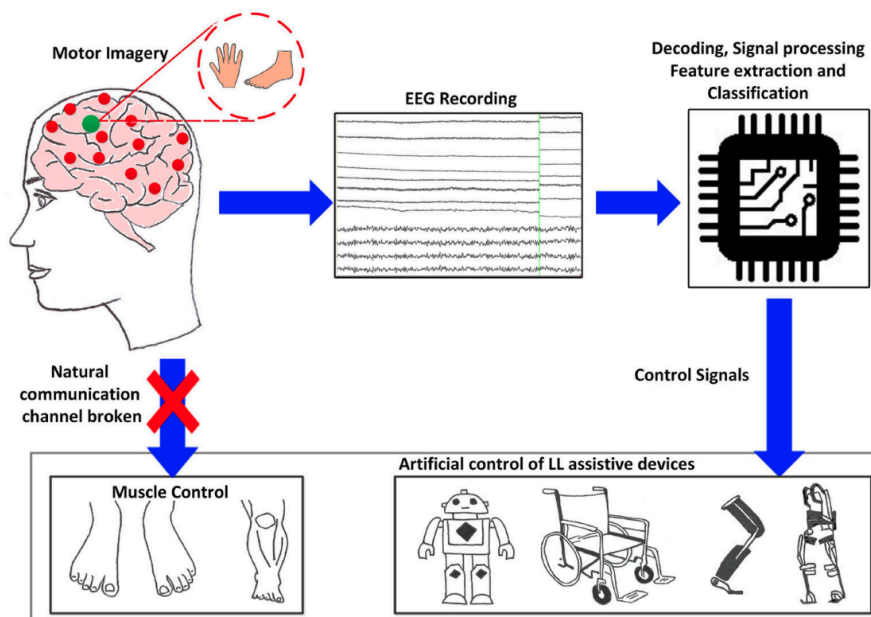 Motor Imagery
EEG Recording
Decoding, Signal processing
Feature extraction and
Classification
Natural
communication
channel broken
Control Signals
Muscle Control
Artificial control of LL assistive devices